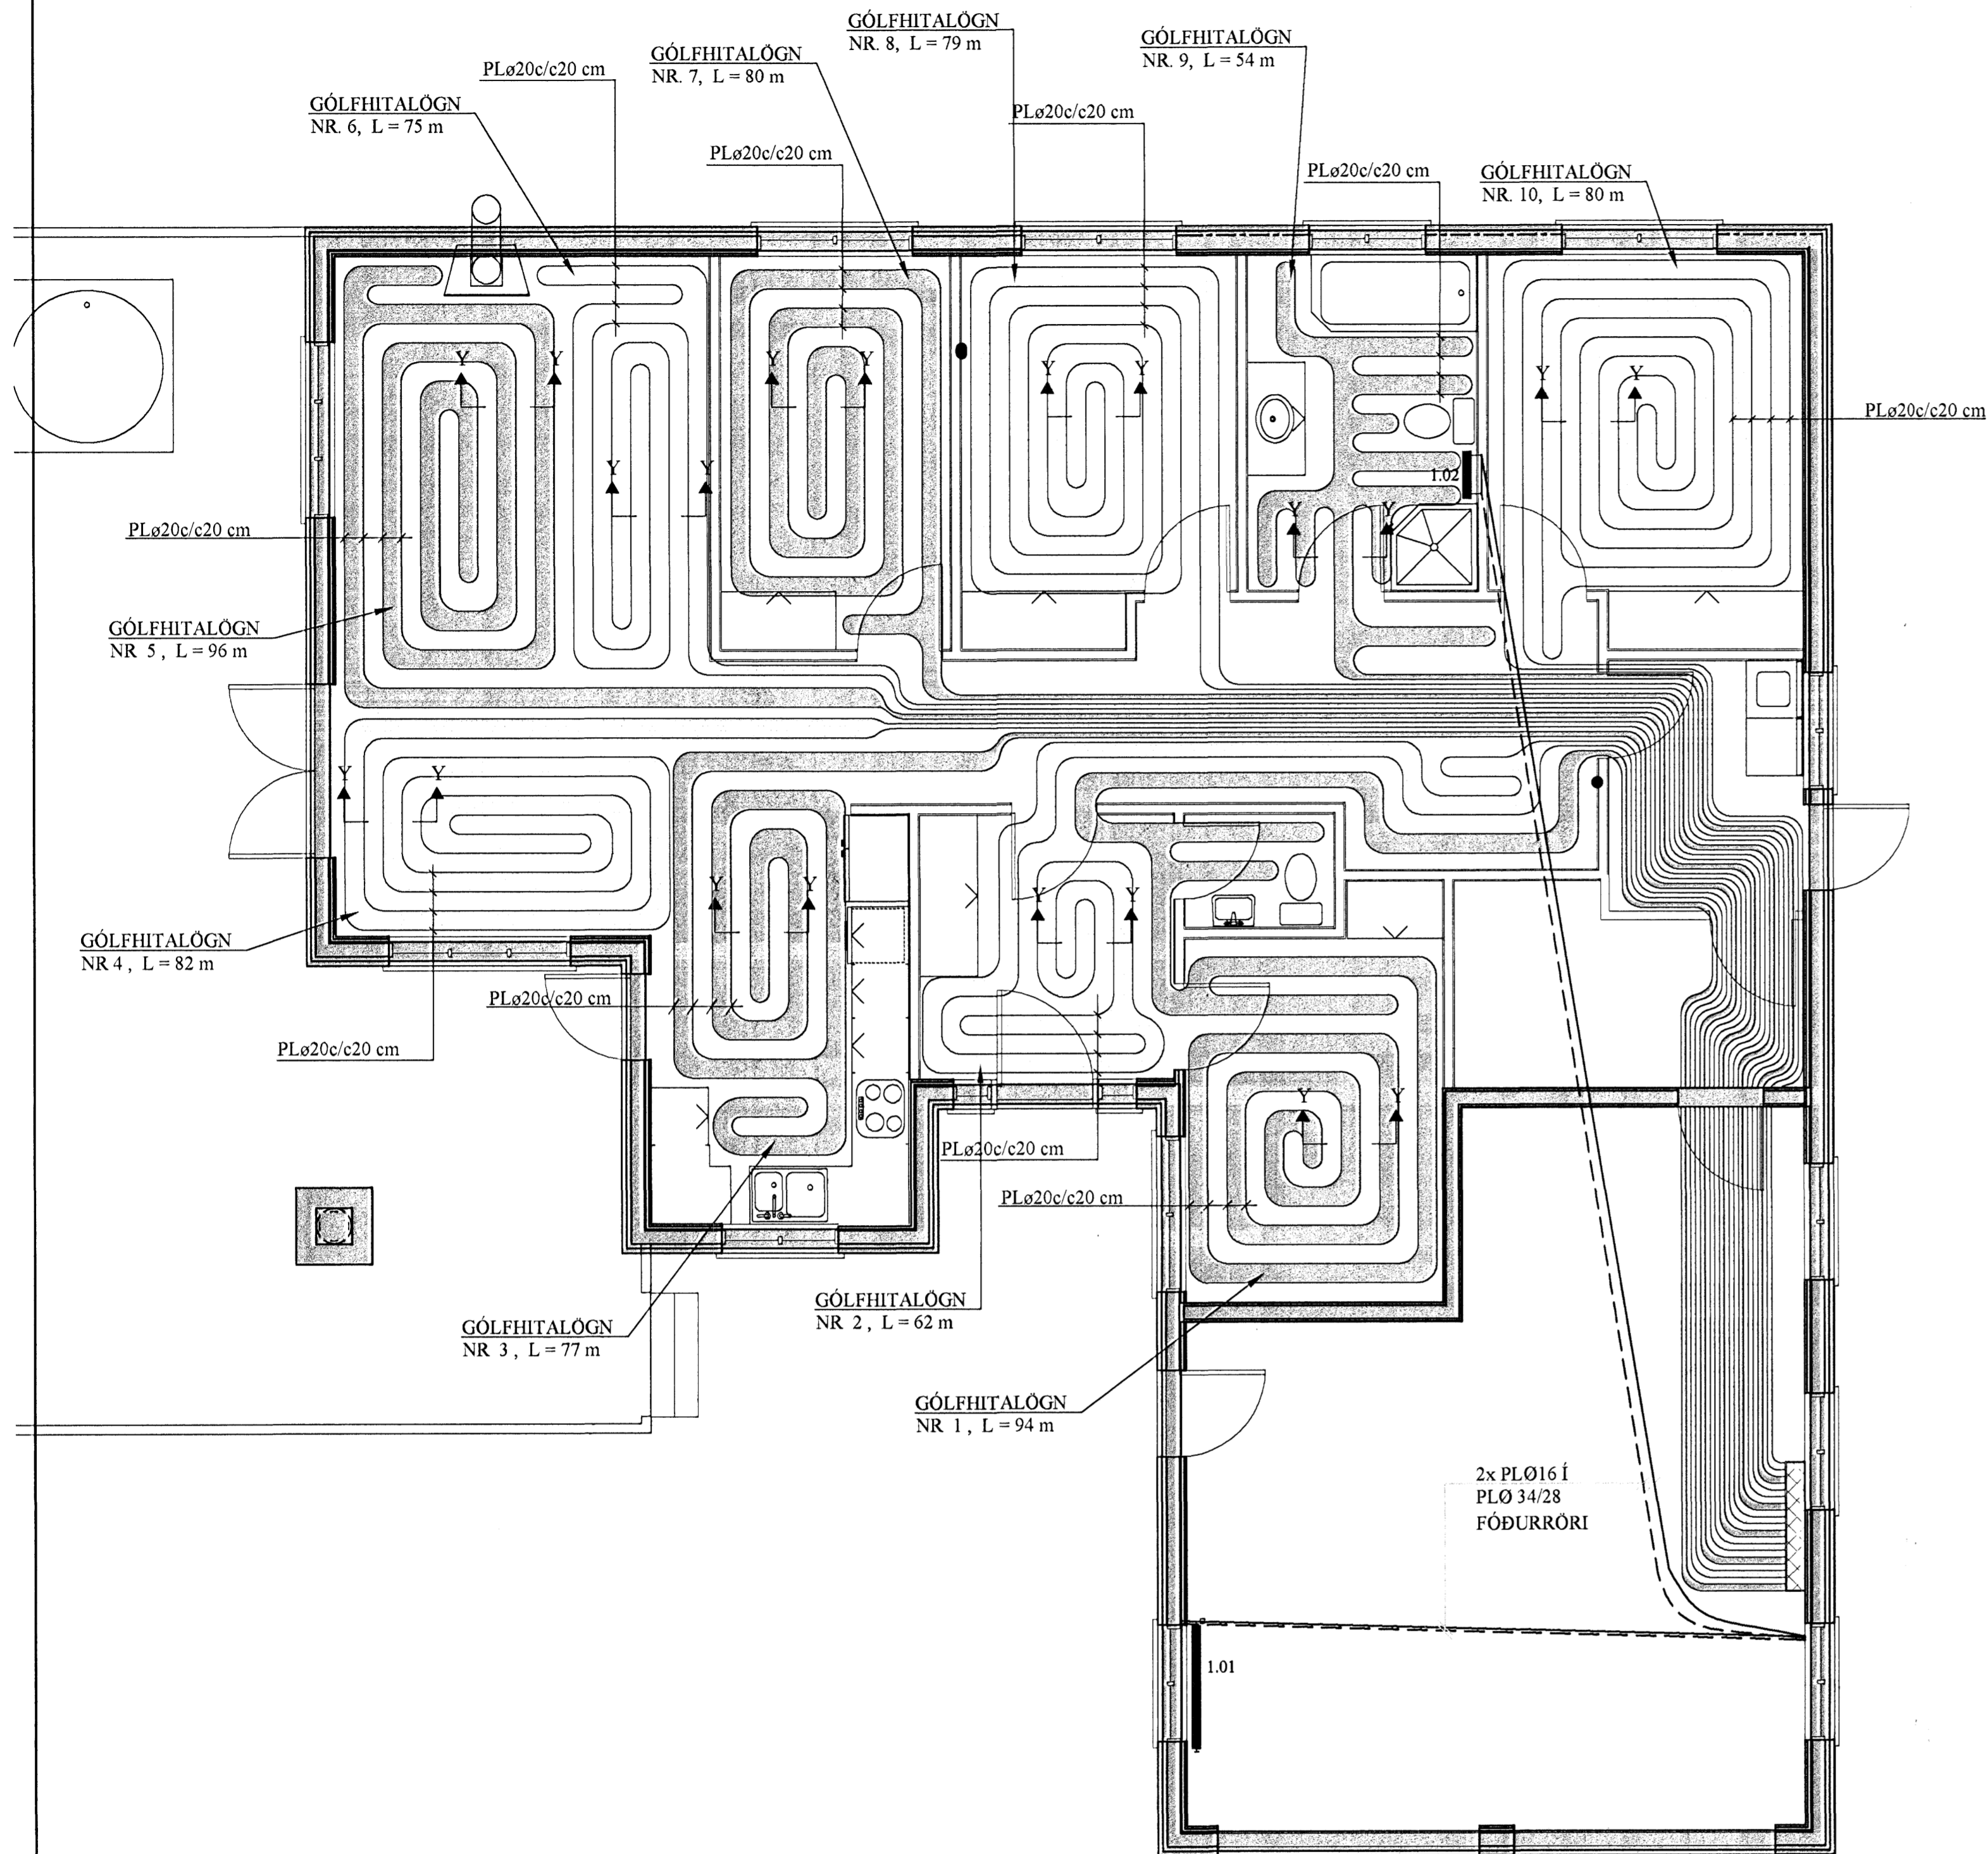 GÓLFHITALÖGN
NR. 8, L = 79 m
GÓLFHITALÖGN
NR. 9, L = 54 m
GÓLFHITALÖGN
NR. 7, L = 80 m
PLø20c/c20 cm
GÓLFHITALÖGN
NR. 6, L = 75 m
PLø20c/c20 cm
PLø20c/c20 cm
PLø20c/c20 cm
GÓLFHITALÖGN
NR. 10, L = 80 m
Y
Y
Y
Y
Y
Y
Y
Y
PLø20c/c20 cm
Y
Y
1.02
Y
Y
PLø20c/c20 cm
GÓLFHITALÖGN
NR 5 , L = 96 m
Y
Y
Y
Y
Y
Y
GÓLFHITALÖGN
NR 4 , L = 82 m
PLø20c/c20 cm
PLø20c/c20 cm
Y
Y
PLø20c/c20 cm
PLø20c/c20 cm
GÓLFHITALÖGN
NR 2 , L = 62 m
GÓLFHITALÖGN
NR 3 , L = 77 m
GÓLFHITALÖGN
NR 1 , L = 94 m
2x PLØ16 Í
PLØ 34/28
FÓÐURRÖRI
1.01